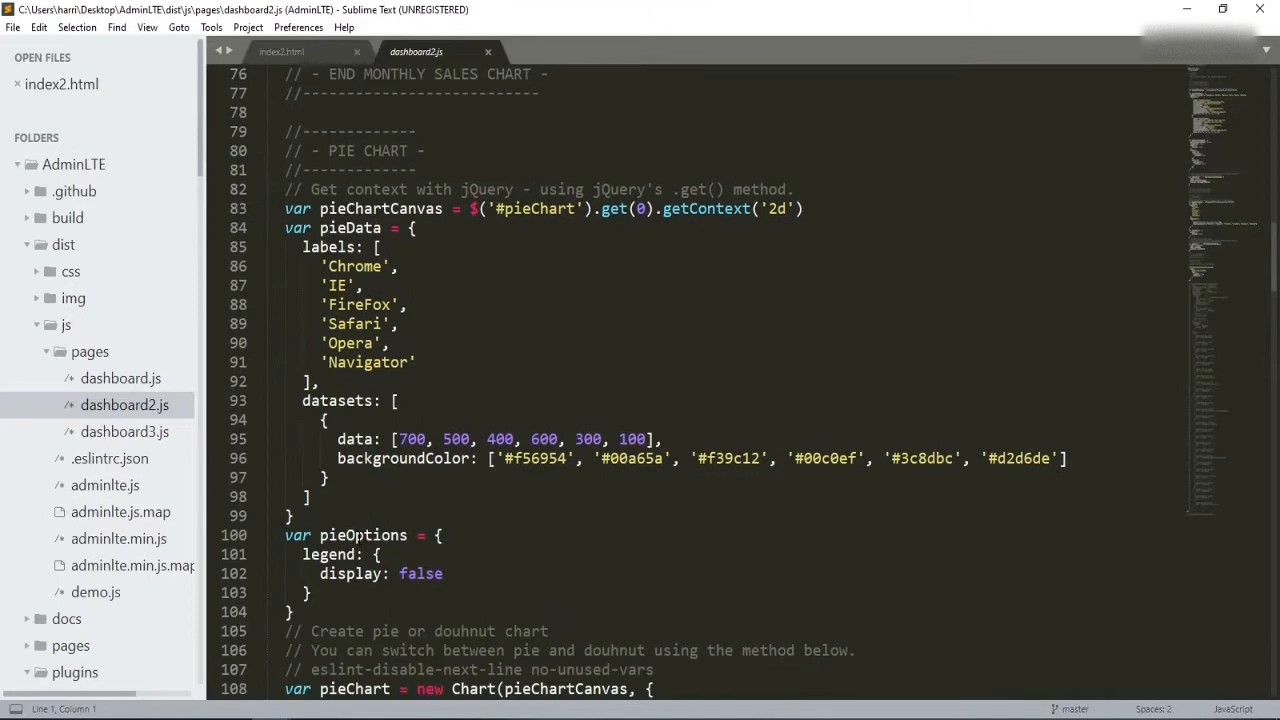 C:\Users\harri\Desktop\AdminLTE\dist\js\pages\dashboard2.js (AdminLTE) - Sublime Text (UNREGISTERED)
File Edit Selection Find View Goto Tools Project Preferences Help
OPEN FILES
index2.html
FOLDERS
AdminLTE
.github
build
dist
css
img
js
pages
dashboard.js
dashboard2.js
dashboard3.js
.eslintrc.json
adminlte.js
adminlte.js.map
adminlte.min.js
adminlte.min.js.map
demo.js
docs
pages
plugins
index2.html dashboard2.js
76 // - END MONTHLY SALES CHART -
77 //---------------------------
78
79 //-------------
80 // - PIE CHART -
81 //-------------
82 // Get context with jQuery - using jQuery's .get() method.
83 var pieChartCanvas = $('#pieChart').get(0).getContext('2d')
84 var pieData = {
85 labels: [
86 'Chrome',
87 'IE',
88 'FireFox',
89 'Safari',
90 'Opera',
91 'Navigator'
92 ],
93 datasets: [
94 {
95 data: [700, 500, 400, 600, 300, 100],
96 backgroundColor: ['#f56954', '#00a65a', '#f39c12', '#00c0ef', '#3c8dbc', '#d2d6de']
97 }
98 ]
99 }
100 var pieOptions = {
101 legend: {
102 display: false
103 }
104 }
105 // Create pie or douhnut chart
106 // You can switch between pie and douhnut using the method below.
107 // eslint-disable-next-line no-unused-vars
108 var pieChart = new Chart(pieChartCanvas, {
Line 1, Column 1 master Spaces: 2 JavaScript